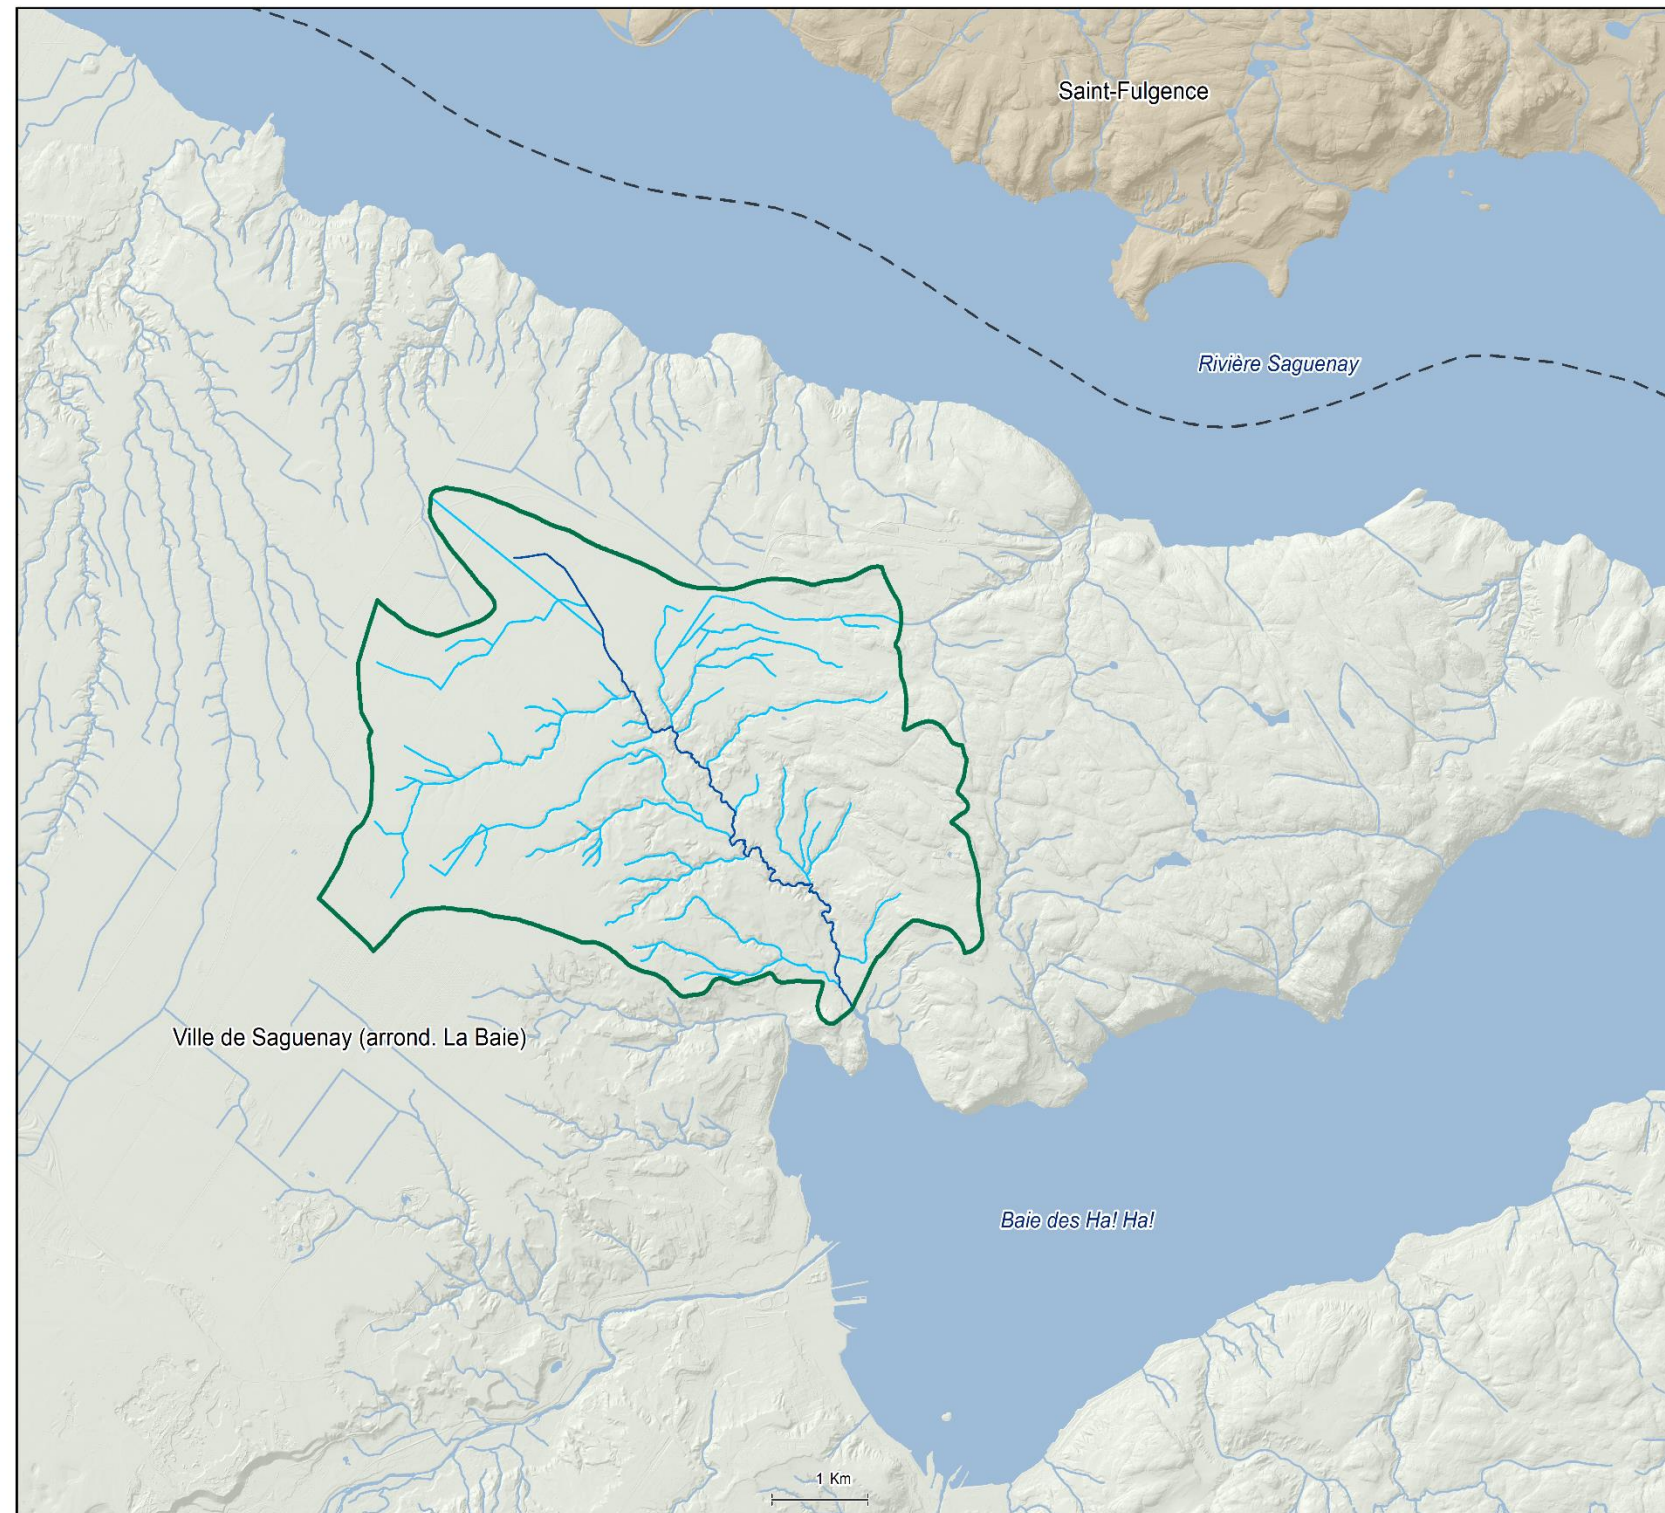 Saint-Fulgence
Rivière Saguenay
Ville de Saguenay (arrond. La Baie)
Baie des Ha! Ha!
1 Km